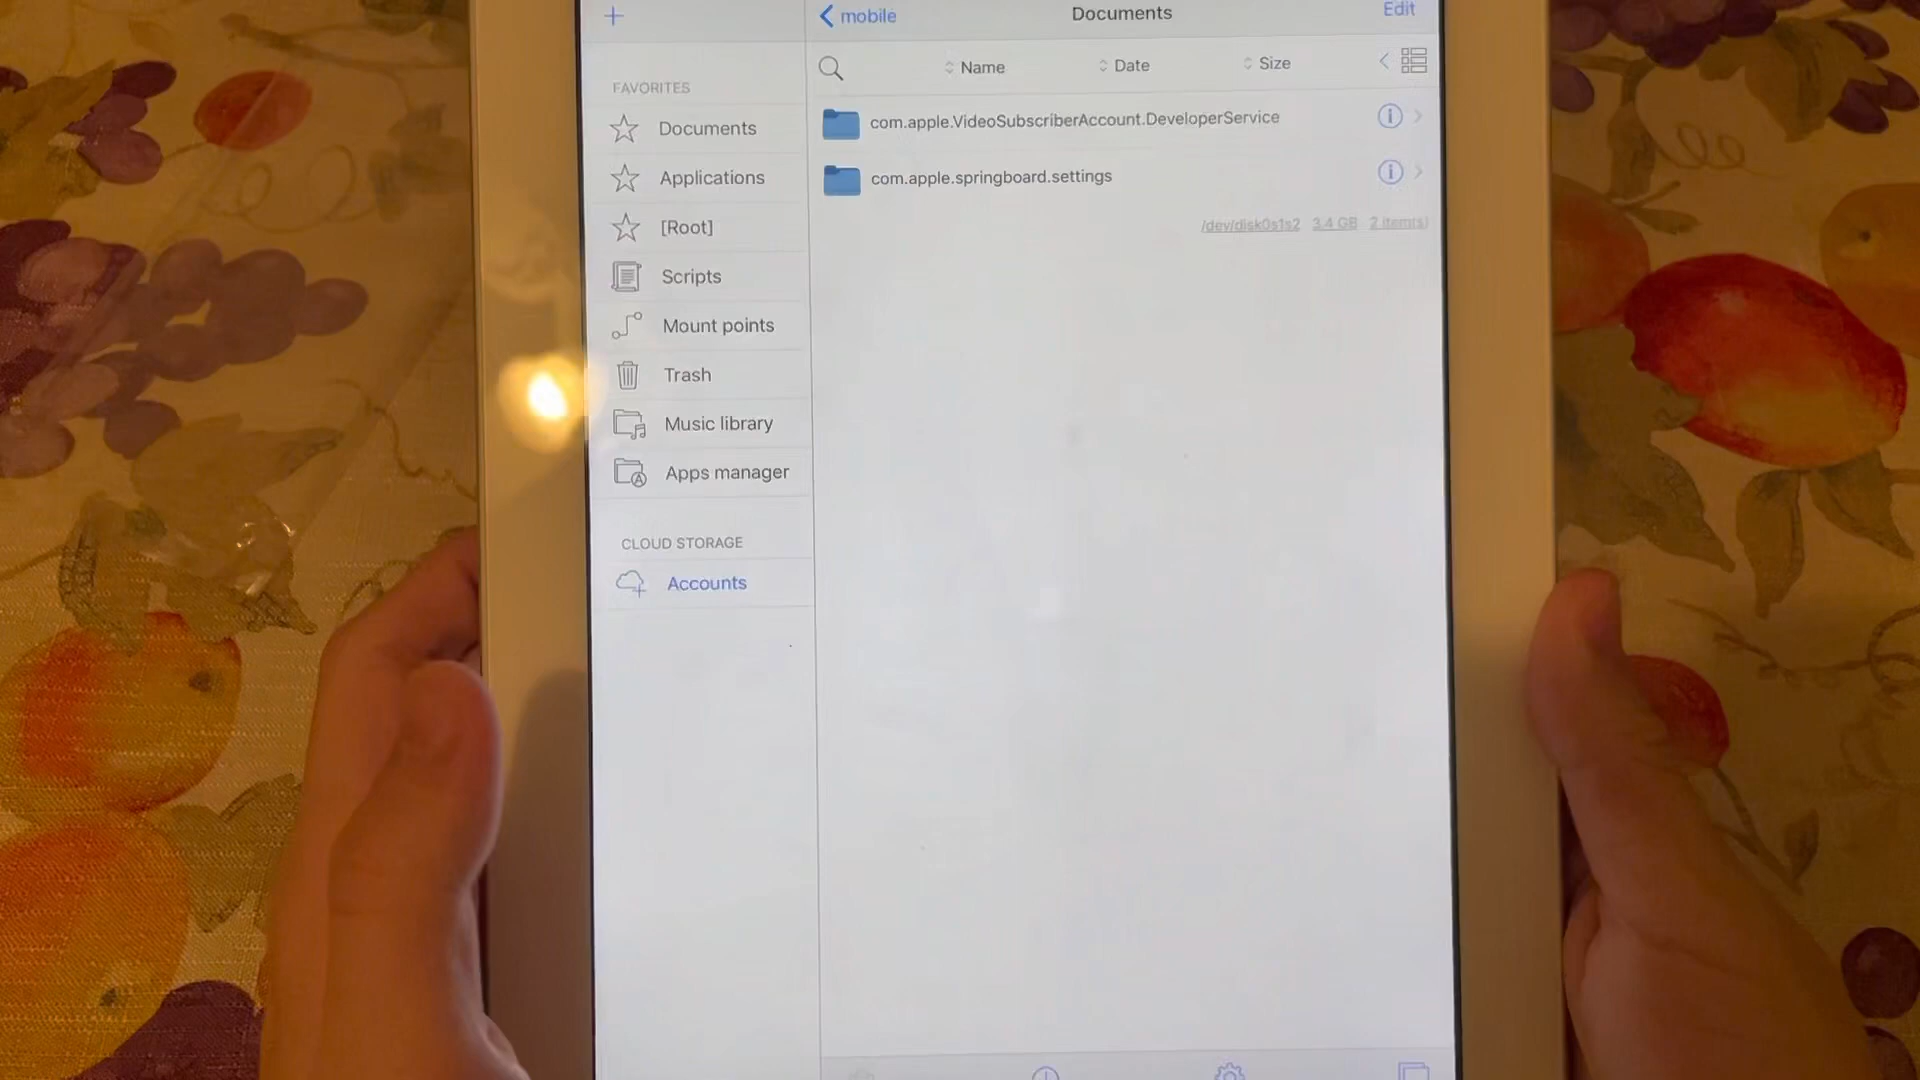 +
mobile
Documents
Edit
Name
Date
Size
FAVORITES
Documents
Applications
[Root]
Scripts
Mount points
Trash
Music library
Apps manager
CLOUD STORAGE
Accounts
com.apple.VideoSubscriberAccount.DeveloperService
com.apple.springboard.settings
/dev/disk0s1s2 3.4 GB 2 item(s)